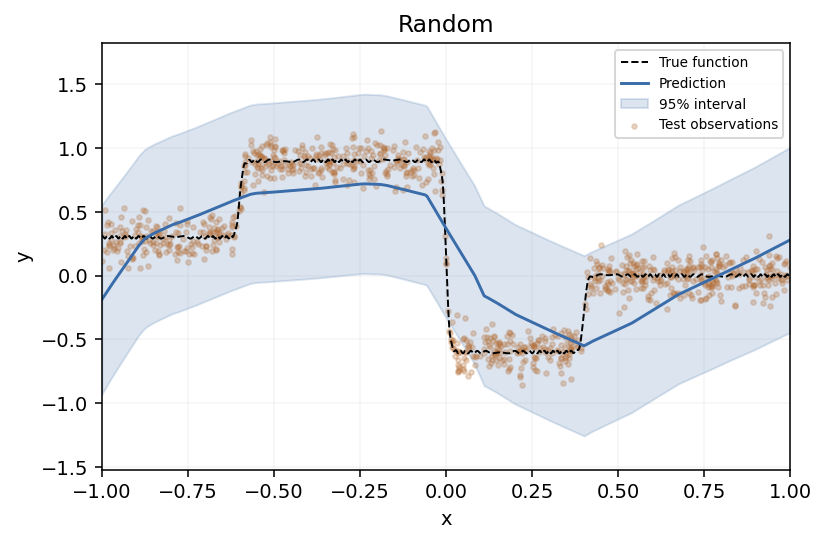 Random
True function
Prediction
95% interval
Test observations
1.5
1.0
0.5
0.0
−0.5
−1.0
−1.5
y
−1.00 −0.75 −0.50 −0.25 0.00 0.25 0.50 0.75 1.00
x